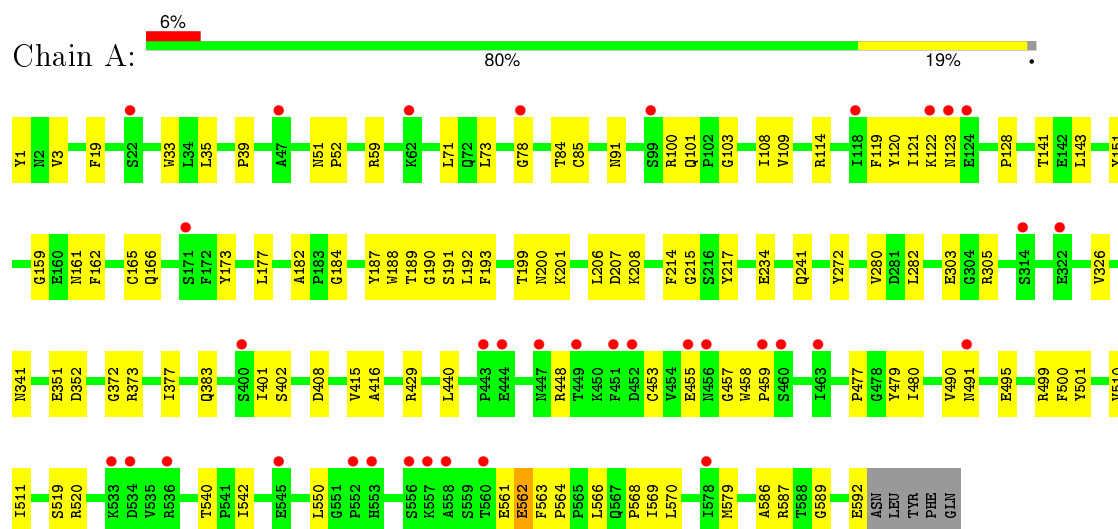 6%
Chain A:
80% 19% •
Y1 N2 V3 F19 S22 W33 L34 L35 P39 A47 N51 P52 R59 K62 L71 Q72 L73 G78 T84 C85 N91 S99 R100 Q101 P102 G103 I108 V109 R114 I118 F119 Y120 I121 K122 N123 E124 P128 T141 E142 L143 Y151
G159 E160 N161 F162 C165 Q166 S171 F172 Y173 L177 A182 P183 G184 Y187 W188 T189 G190 S191 L192 F193 T199 N200 K201 L206 D207 K208 F214 G215 S216 Y217 E234 Q241 Y272 V280 D281 L282 E303 G304 R305 S314 E322 V326
N341 E351 D352 G372 R373 I377 Q383 S400 I401 S402 D408 V415 A416 R429 L440 P443 E444 N447 R448 T449 K450 F451 D452 C453 V454 E455 N456 G457 W458 P459 S460 I463 P477 G478 Y479 I480 V490 N491 E495 R499 F500 Y501 V510
I511 S519 R520 K533 D534 V535 R536 T540 P541 I542 E545 L550 G551 P552 H553 S556 K557 A558 S559 T560 E561 E562 F563 P564 P565 L566 Q567 P568 I569 L570 I578 M579 A586 R587 T588 G589 E592 ASN LEU TYR PHE GLN